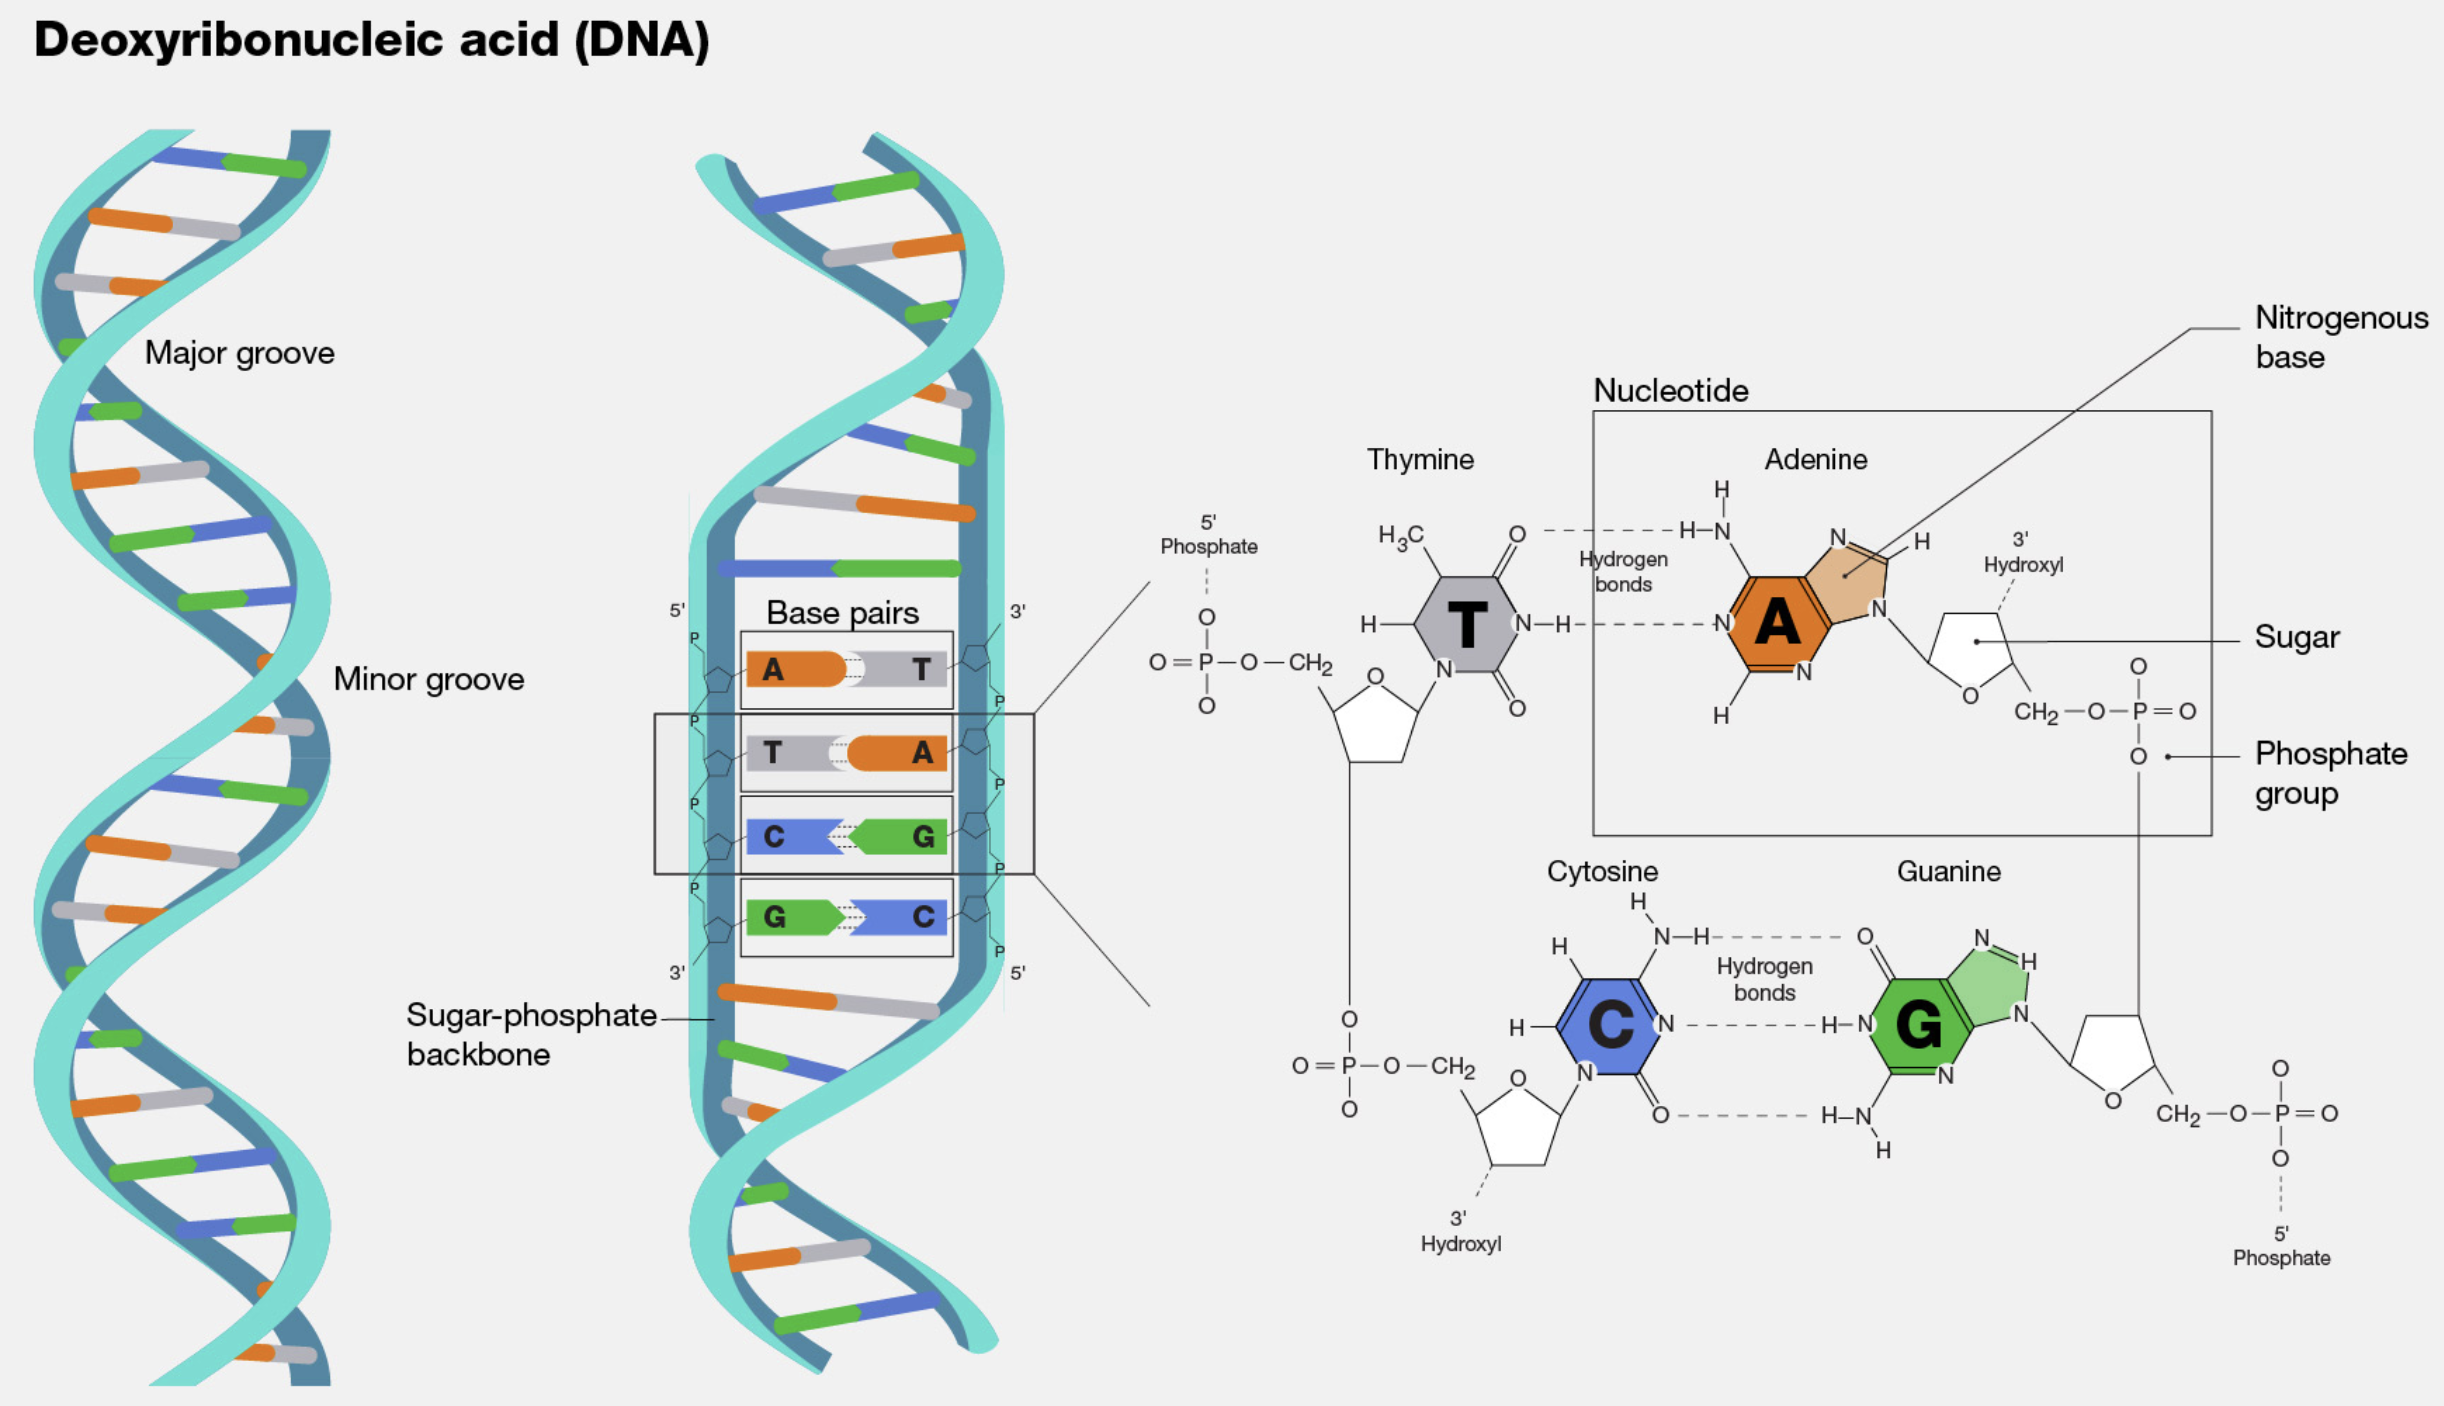 Deoxyribonucleic acid (DNA)
Major groove
Minor groove
Sugar-phosphate
backbone
5'
3'
Base pairs
P
A
T
P
P
T
A
P
P
C
G
P
P
G
C
P
3'
5'
Nitrogenous
base
Nucleotide
Thymine
Adenine
5'
Phosphate
H
H3C
O
H–N
N
H
Hydrogen
bonds
3'
Hydroxyl
O
H
T
N–H
N
A
N
O=P–O–CH2
O
O
N
O
H
N
O
CH2–O–P=O
O
O
Sugar
Phosphate
group
Cytosine
Guanine
H
H
N–H
O
N
H
Hydrogen
bonds
H
C
N
H–N
G
N
O
O=P–O–CH2
O
O
N
O
H–N
H
N
O
CH2–O–P=O
O
O
3'
Hydroxyl
5'
Phosphate